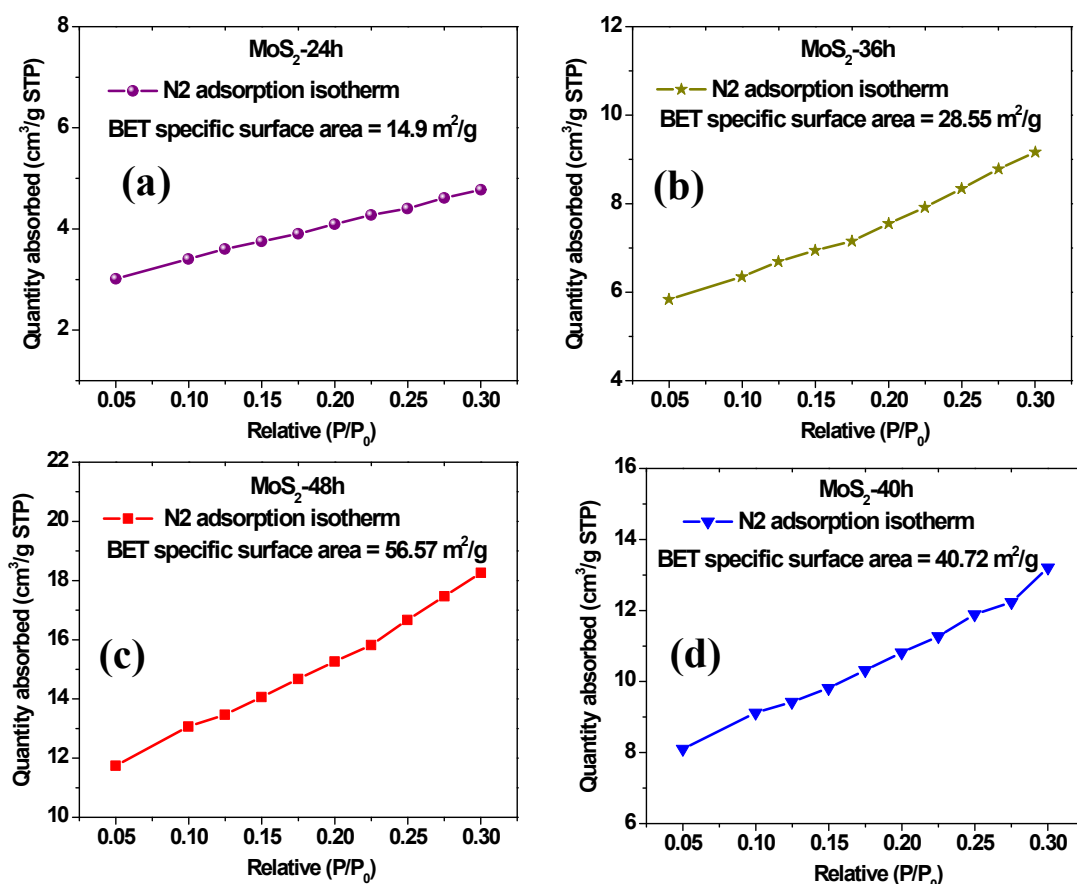 MoS2-24h
N2 adsorption isotherm
BET specific surface area = 14.9 m2/g
(a)
Quantity absorbed (cm3/g STP)
8
6
4
2
0.05 0.10 0.15 0.20 0.25 0.30
Relative (P/P0)
MoS2-36h
N2 adsorption isotherm
BET specific surface area = 28.55 m2/g
(b)
Quantity absorbed (cm3/g STP)
12
10
8
6
4
0.05 0.10 0.15 0.20 0.25 0.30
Relative (P/P0)
MoS2-48h
N2 adsorption isotherm
BET specific surface area = 56.57 m2/g
(c)
Quantity absorbed (cm3/g STP)
22
20
18
16
14
12
10
0.05 0.10 0.15 0.20 0.25 0.30
Relative (P/P0)
MoS2-40h
N2 adsorption isotherm
BET specific surface area = 40.72 m2/g
(d)
Quantity absorbed (cm3/g STP)
16
14
12
10
8
6
0.05 0.10 0.15 0.20 0.25 0.30
Relative (P/P0)